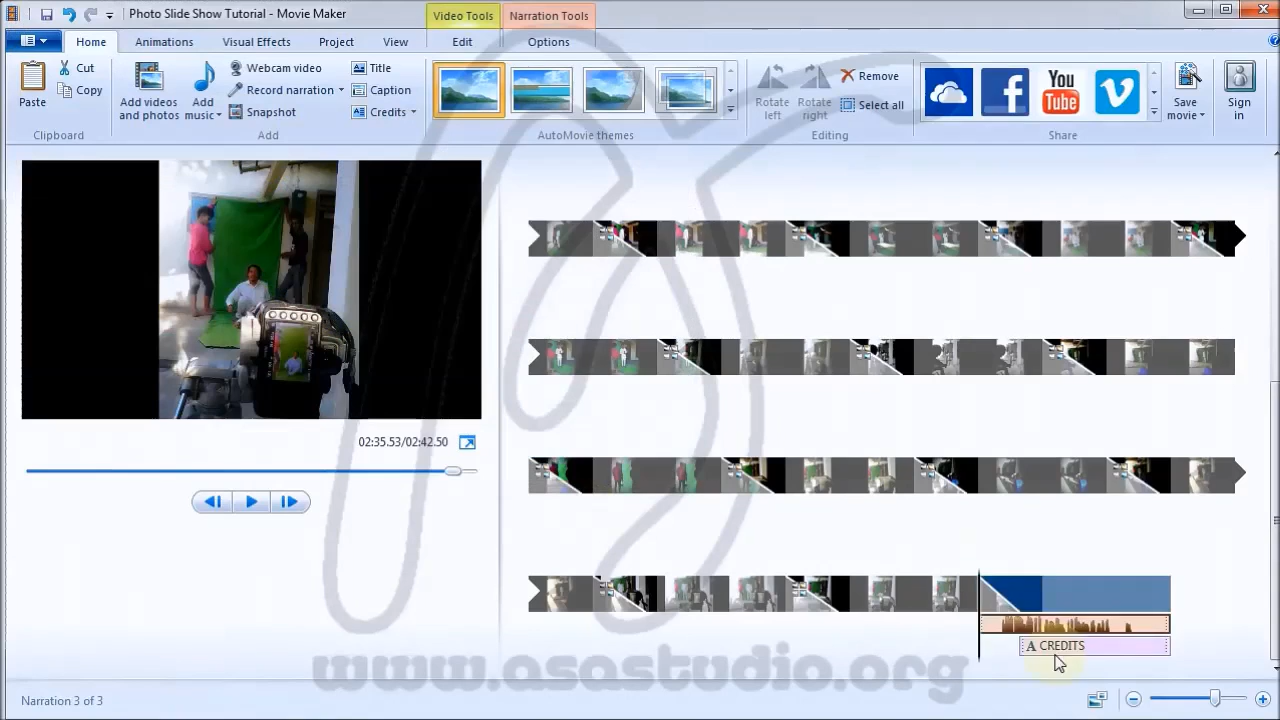 Photo Slide Show Tutorial - Movie Maker
Video Tools
Narration Tools
Home
Animations
Visual Effects
Project
View
Edit
Options
Paste
Cut
Copy
Clipboard
Add videos
and photos
Add
music
Webcam video
Record narration
Snapshot
Add
Title
Caption
Credits
AutoMovie themes
Rotate
left
Rotate
right
Remove
Select all
Editing
You
Tube
Share
Save
movie
Sign
in
02:35.53/02:42.50
A CREDITS
www.asastudio.org
Narration 3 of 3